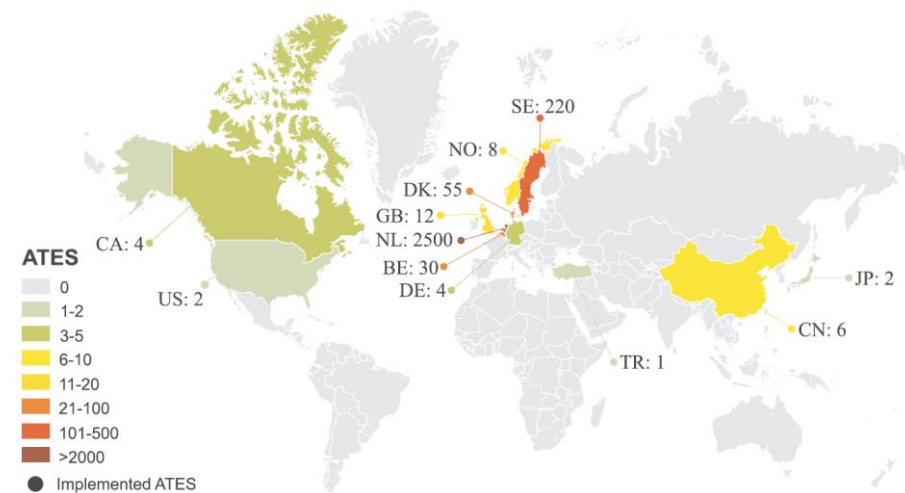 SE: 220
NO: 8
DK: 55
GB: 12
NL: 2500
BE: 30
DE: 4
CA: 4
US: 2
JP: 2
CN: 6
TR: 1
ATES
0
1-2
3-5
6-10
11-20
21-100
101-500
>2000
Implemented ATES